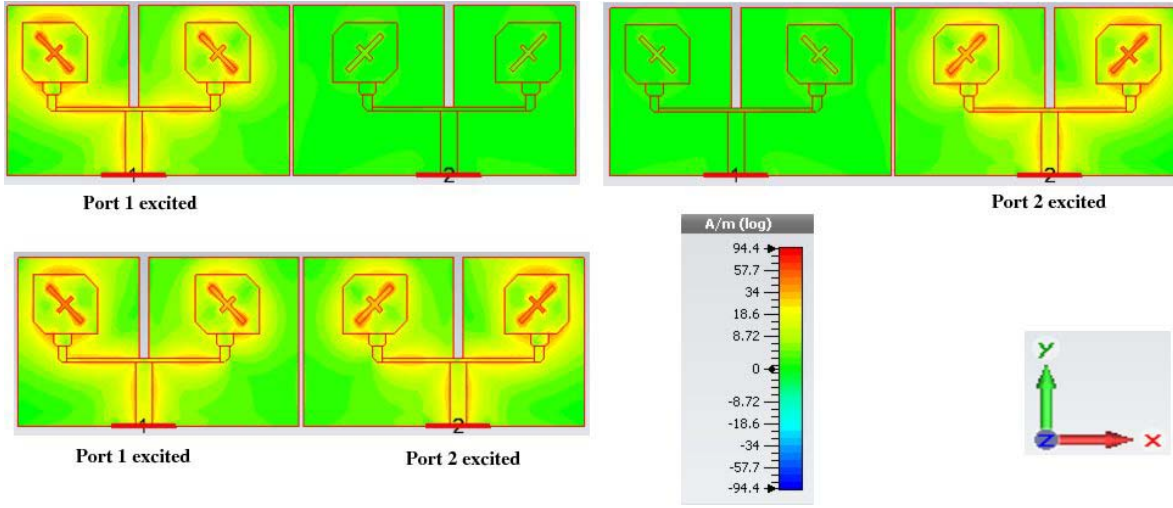 1
2
Port 1 excited
1
2
Port 2 excited
A/m (log)
94.4
57.7
34
18.6
8.72
0
-8.72
-18.6
-34
-57.7
-94.4
1
2
Port 1 excited
Port 2 excited
Y
Z
X